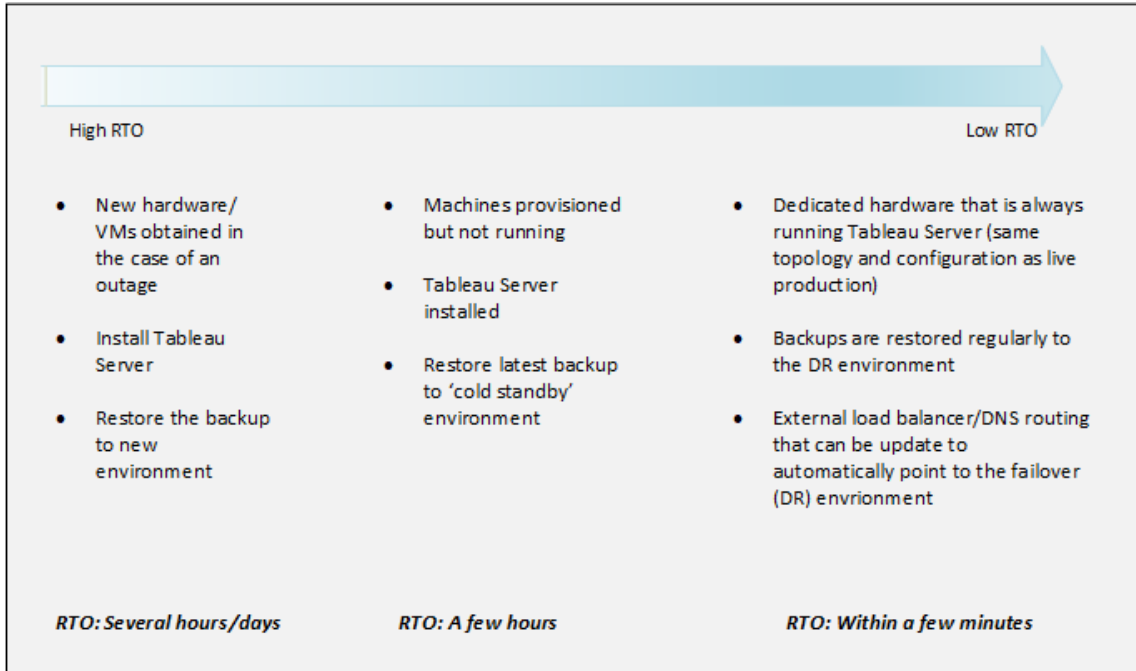 High RTO
Low RTO
● New hardware/
VMs obtained in
the case of an
outage
● Install Tableau
Server
● Restore the backup
to new
environment
● Machines provisioned
but not running
● Tableau Server
installed
● Restore latest backup
to ‘cold standby’
environment
● Dedicated hardware that is always
running Tableau Server (same
topology and configuration as live
production)
● Backups are restored regularly to
the DR environment
● External load balancer/DNS routing
that can be update to
automatically point to the failover
(DR) envrionment
RTO: Several hours/days
RTO: A few hours
RTO: Within a few minutes